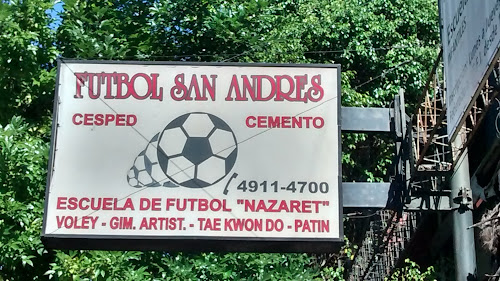 FUTBOL SAN ANDRES
CESPED CEMENTO
4911-4700
ESCUELA DE FUTBOL "NAZARET"
VOLEY - GIM. ARTIST. - TAE KWON DO - PATIN